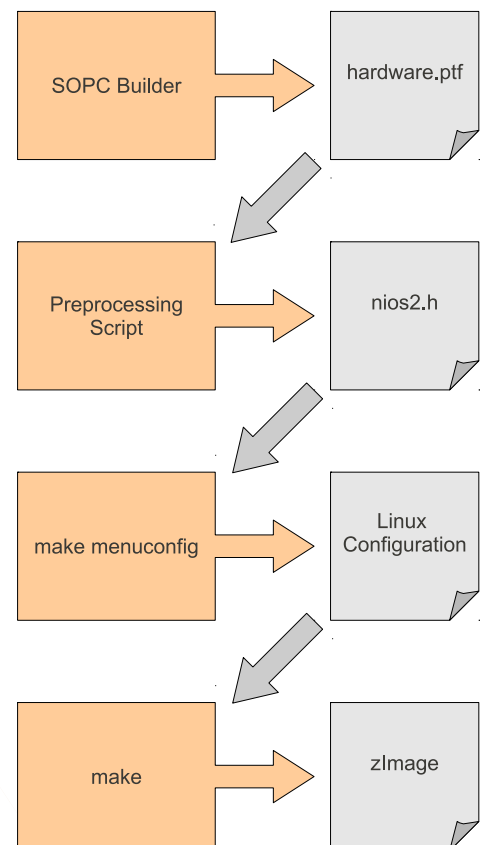 SOPC Builder
hardware.ptf
Preprocessing
Script
nios2.h
make menuconfig
Linux
Configuration
make
zImage